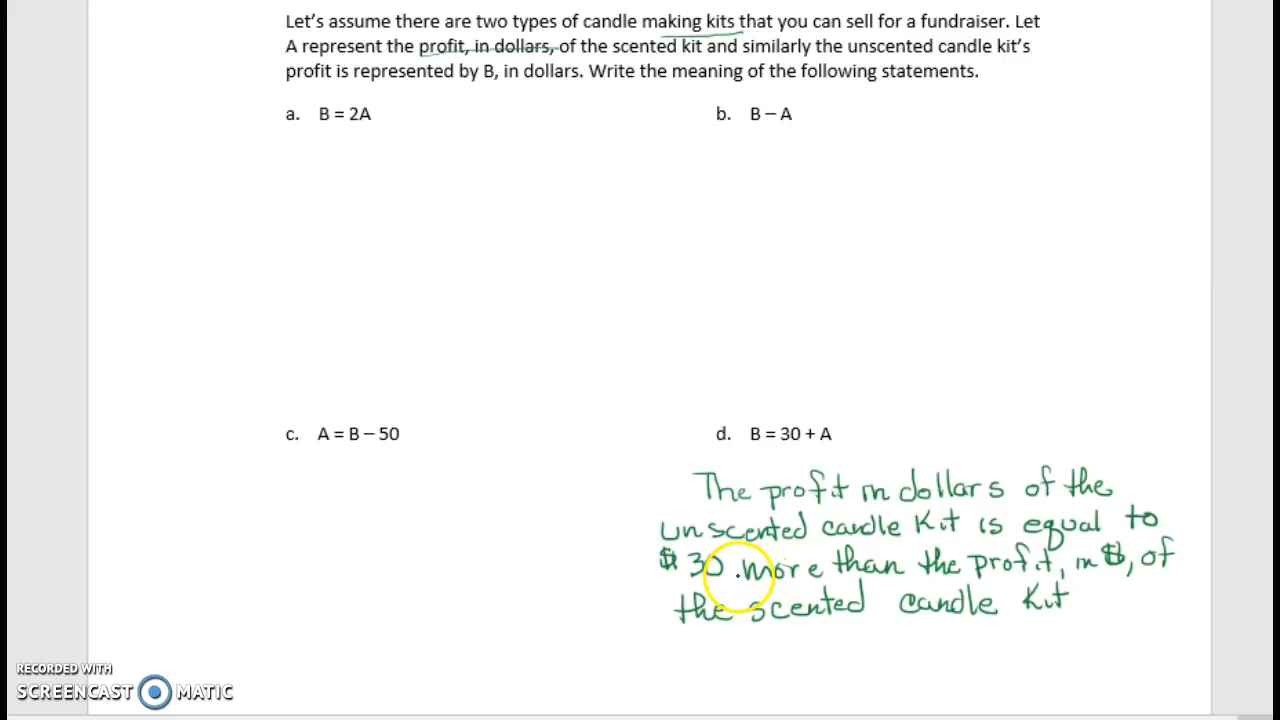 Let's assume there are two types of candle making kits that you can sell for a fundraiser. Let
A represent the profit, in dollars, of the scented kit and similarly the unscented candle kit's
profit is represented by B, in dollars. Write the meaning of the following statements.
a. B = 2A
b. B – A
c. A = B – 50
d. B = 30 + A
The profit in dollars of the
unscented candle Kit is equal to
$ 30 more than the profit, in $, of
the scented candle Kit
RECORDED WITH
SCREENCAST MATIC